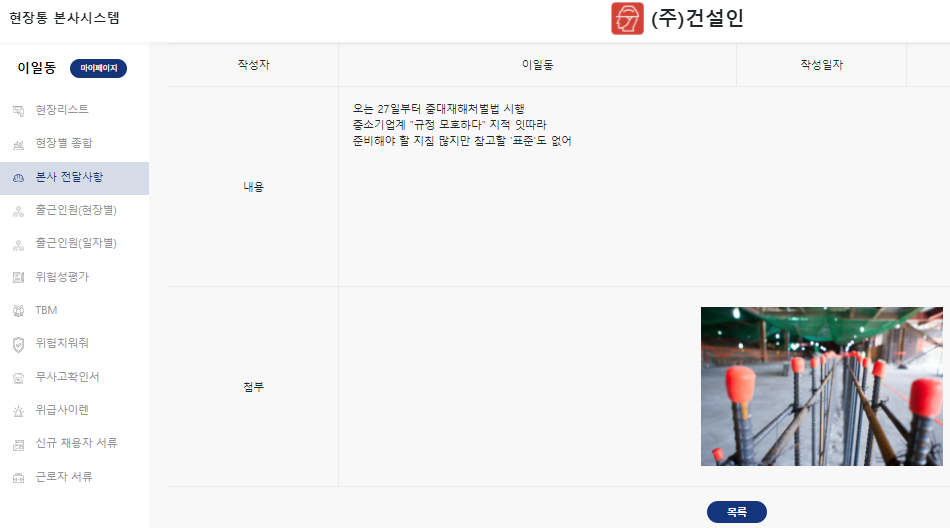 현장통 본사시스템
(주)건설인
이일동
마이페이지
현장리스트
현장별 종합
본사 전달사항
출근인원(현장별)
출근인원(일자별)
위험성평가
TBM
위험치워줘
무사고확인서
위급사이렌
신규 채용자 서류
근로자 서류
작성자
이일동
작성일자
내용
오는 27일부터 중대재해처벌법 시행
중소기업계 "규정 모호하다" 지적 잇따라
준비해야 할 지침 많지만 참고할 '표준'도 없어
첨부
목록